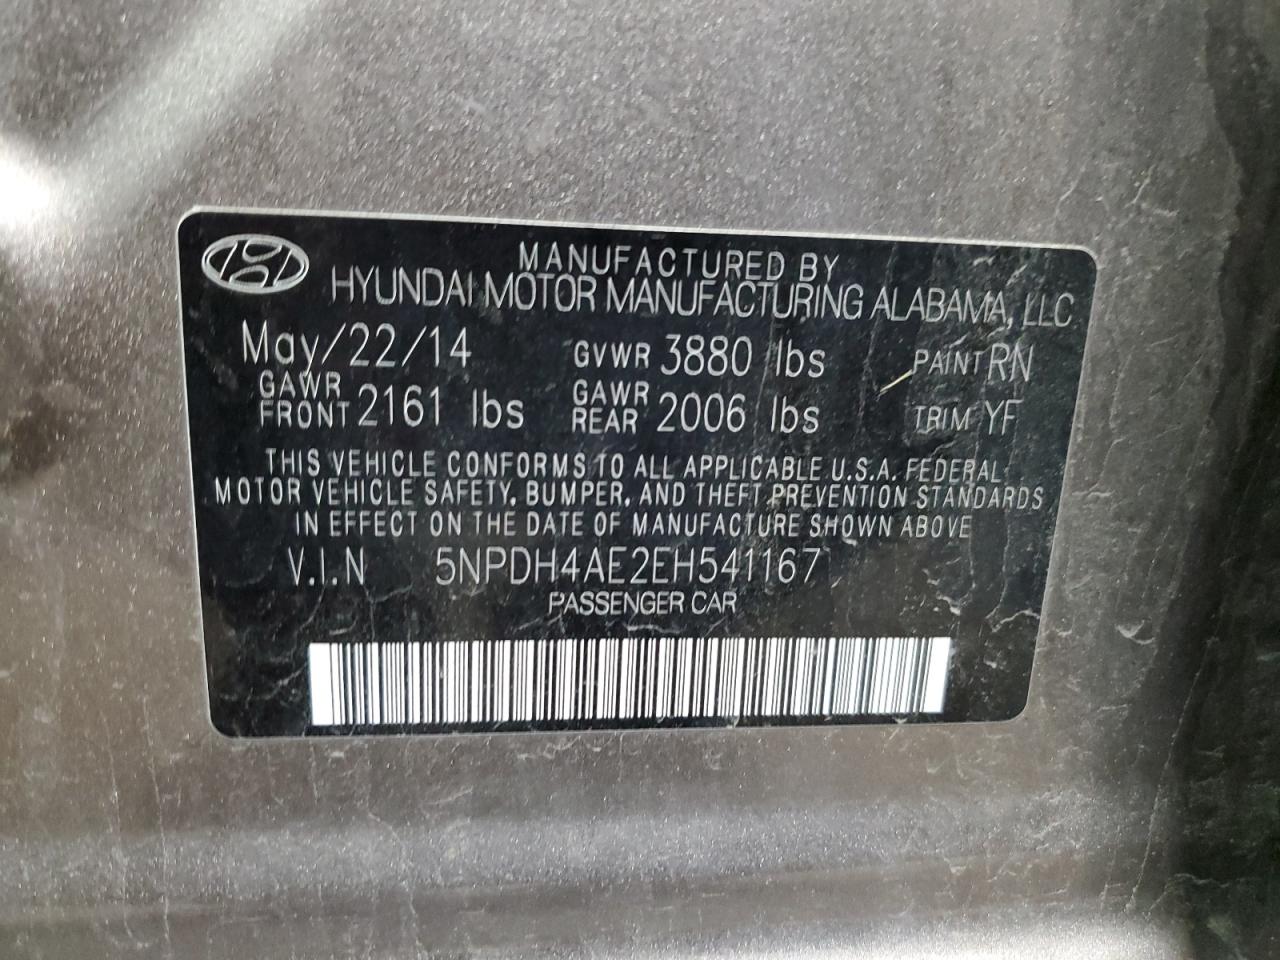 MANUFACTURED BY
HYUNDAI MOTOR MANUFACTURING ALABAMA, LLC
May/22/14 GVWR 3880 lbs PAINT RN
GAWR FRONT 2161 lbs GAWR REAR 2006 lbs TRIM YF
THIS VEHICLE CONFORMS TO ALL APPLICABLE U.S.A. FEDERAL
MOTOR VEHICLE SAFETY, BUMPER, AND THEFT PREVENTION STANDARDS
IN EFFECT ON THE DATE OF MANUFACTURE SHOWN ABOVE
V.I.N 5NPDH4AE2EH541167
PASSENGER CAR